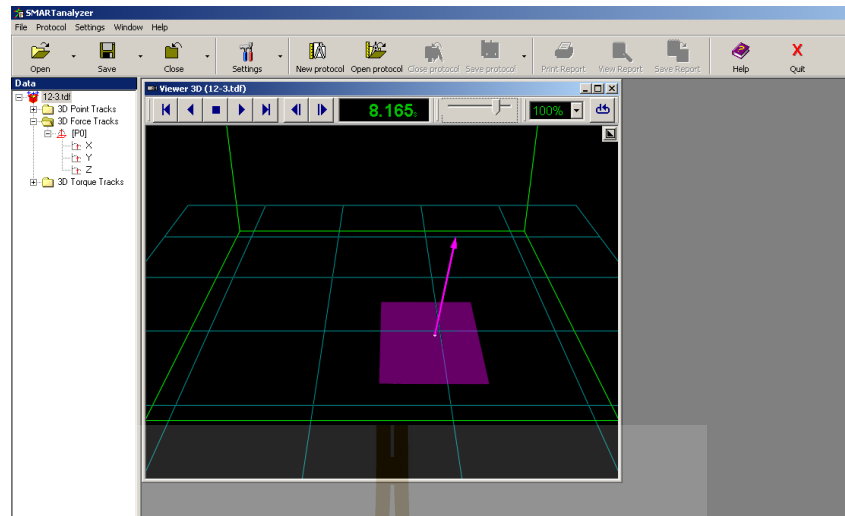 SMARTanalyzer
File Protocol Settings Window Help
Open Save Close Settings New protocol Open protocol Close protocol Save protocol Print Report View Report Save Report Help Quit
Data
12-3.tdf
3D Point Tracks
3D Force Tracks
[P0]
X
Y
Z
3D Torque Tracks
Viewer 3D (12-3.tdf)
8.165s
100%